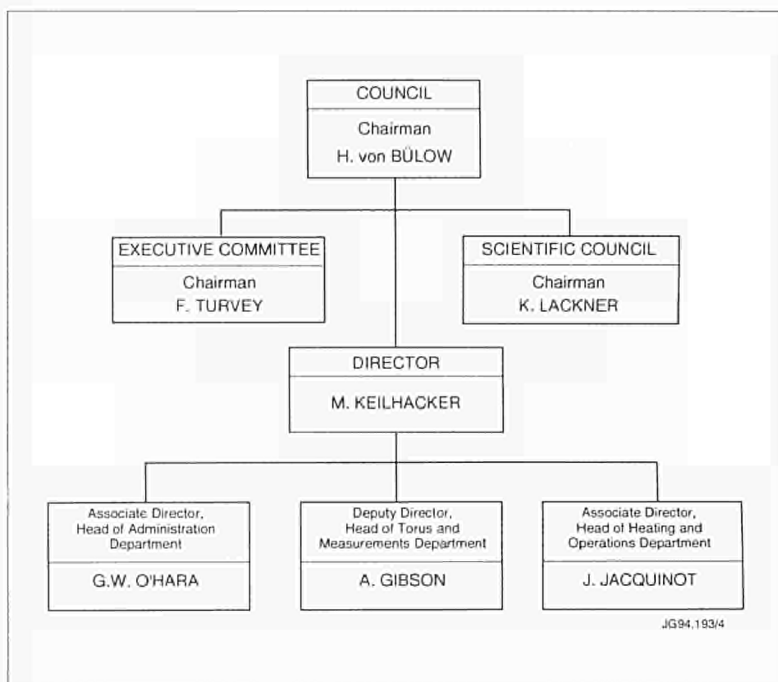 COUNCIL
Chairman
H. von BÜLOW
EXECUTIVE COMMITTEE
Chairman
F. TURVEY
SCIENTIFIC COUNCIL
Chairman
K. LACKNER
DIRECTOR
M. KEILHACKER
Associate Director,
Head of Administration
Department
G.W. O'HARA
Deputy Director,
Head of Torus and
Measurements Department
A. GIBSON
Associate Director,
Head of Heating and
Operations Department
J. JACQUINOT
JG94.193/4